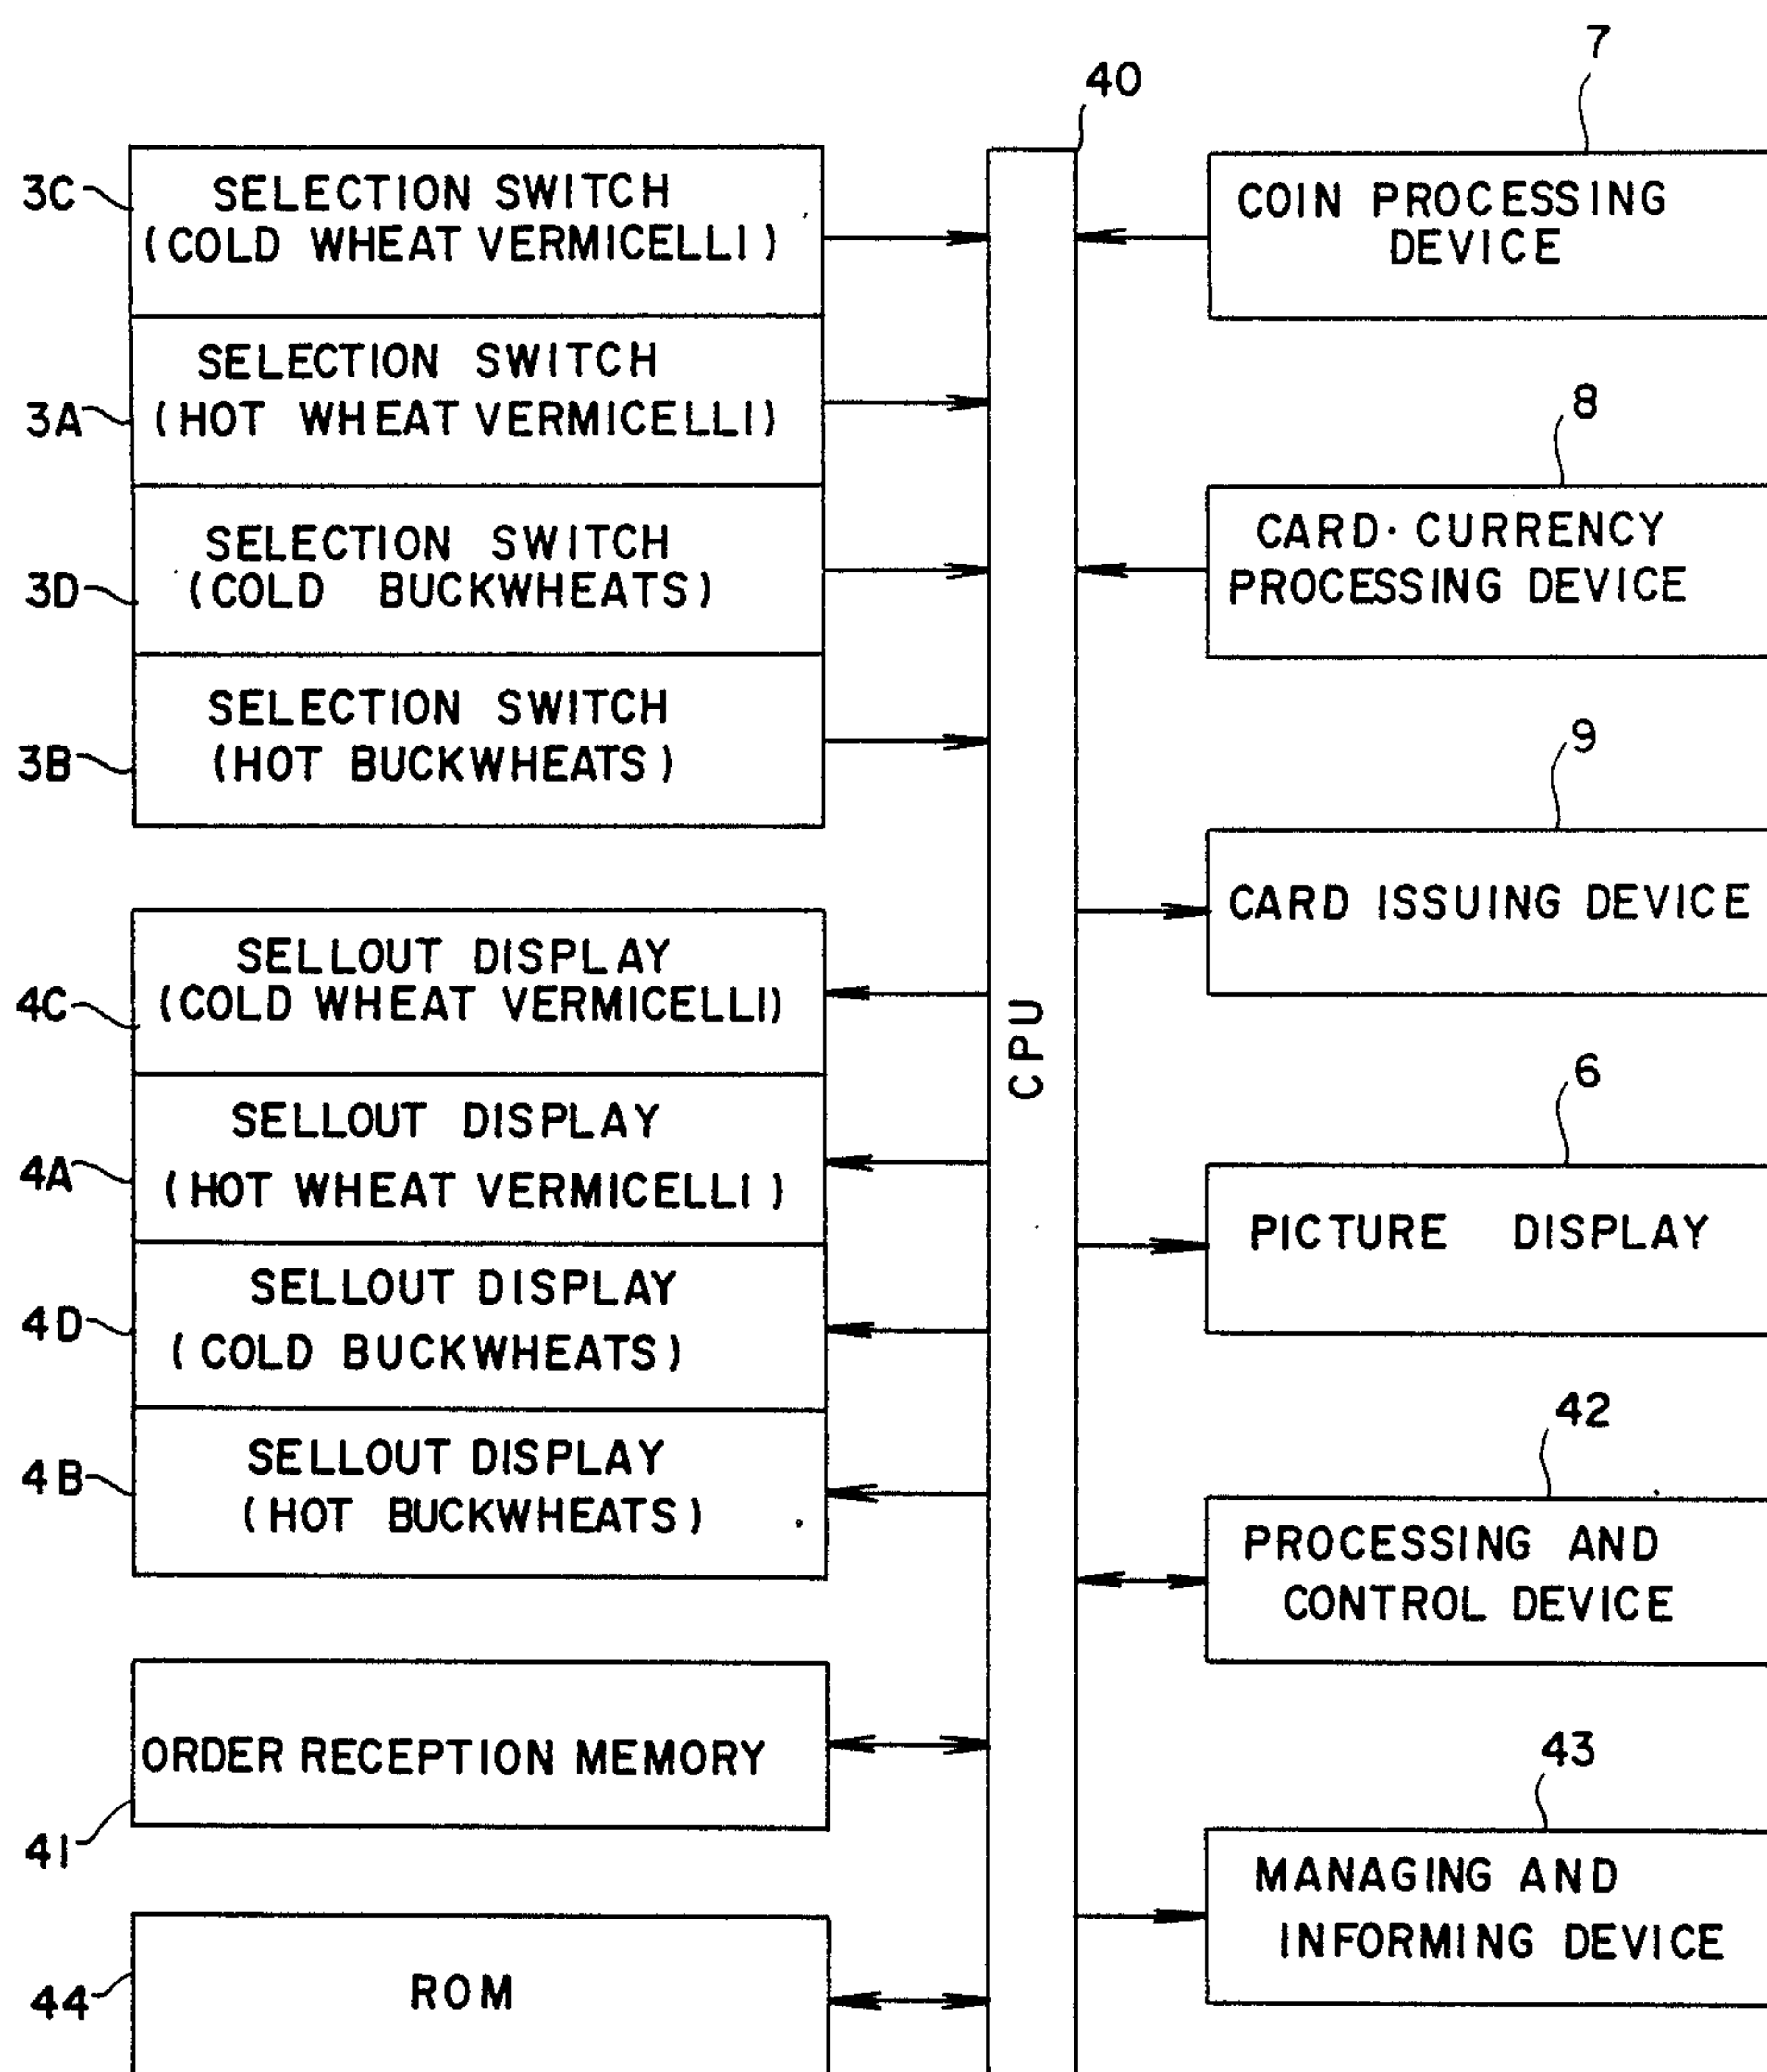 7
40
3C
SELECTION SWITCH
(COLD WHEAT VERMICELLI)
COIN PROCESSING
DEVICE
SELECTION SWITCH
3A
(HOT WHEAT VERMICELLI)
8
SELECTION SWITCH
3D
(COLD BUCKWHEATS)
CARD·CURRENCY
PROCESSING DEVICE
SELECTION SWITCH
3B
(HOT BUCKWHEATS)
9
SELLOUT DISPLAY
4C
(COLD WHEAT VERMICELLI)
CARD ISSUING DEVICE
CPU
SELLOUT DISPLAY
4A
(HOT WHEAT VERMICELLI)
6
PICTURE DISPLAY
SELLOUT DISPLAY
4D
(COLD BUCKWHEATS)
SELLOUT DISPLAY
4B
(HOT BUCKWHEATS)
42
PROCESSING AND
CONTROL DEVICE
ORDER RECEPTION MEMORY
41
43
MANAGING AND
INFORMING DEVICE
44
ROM